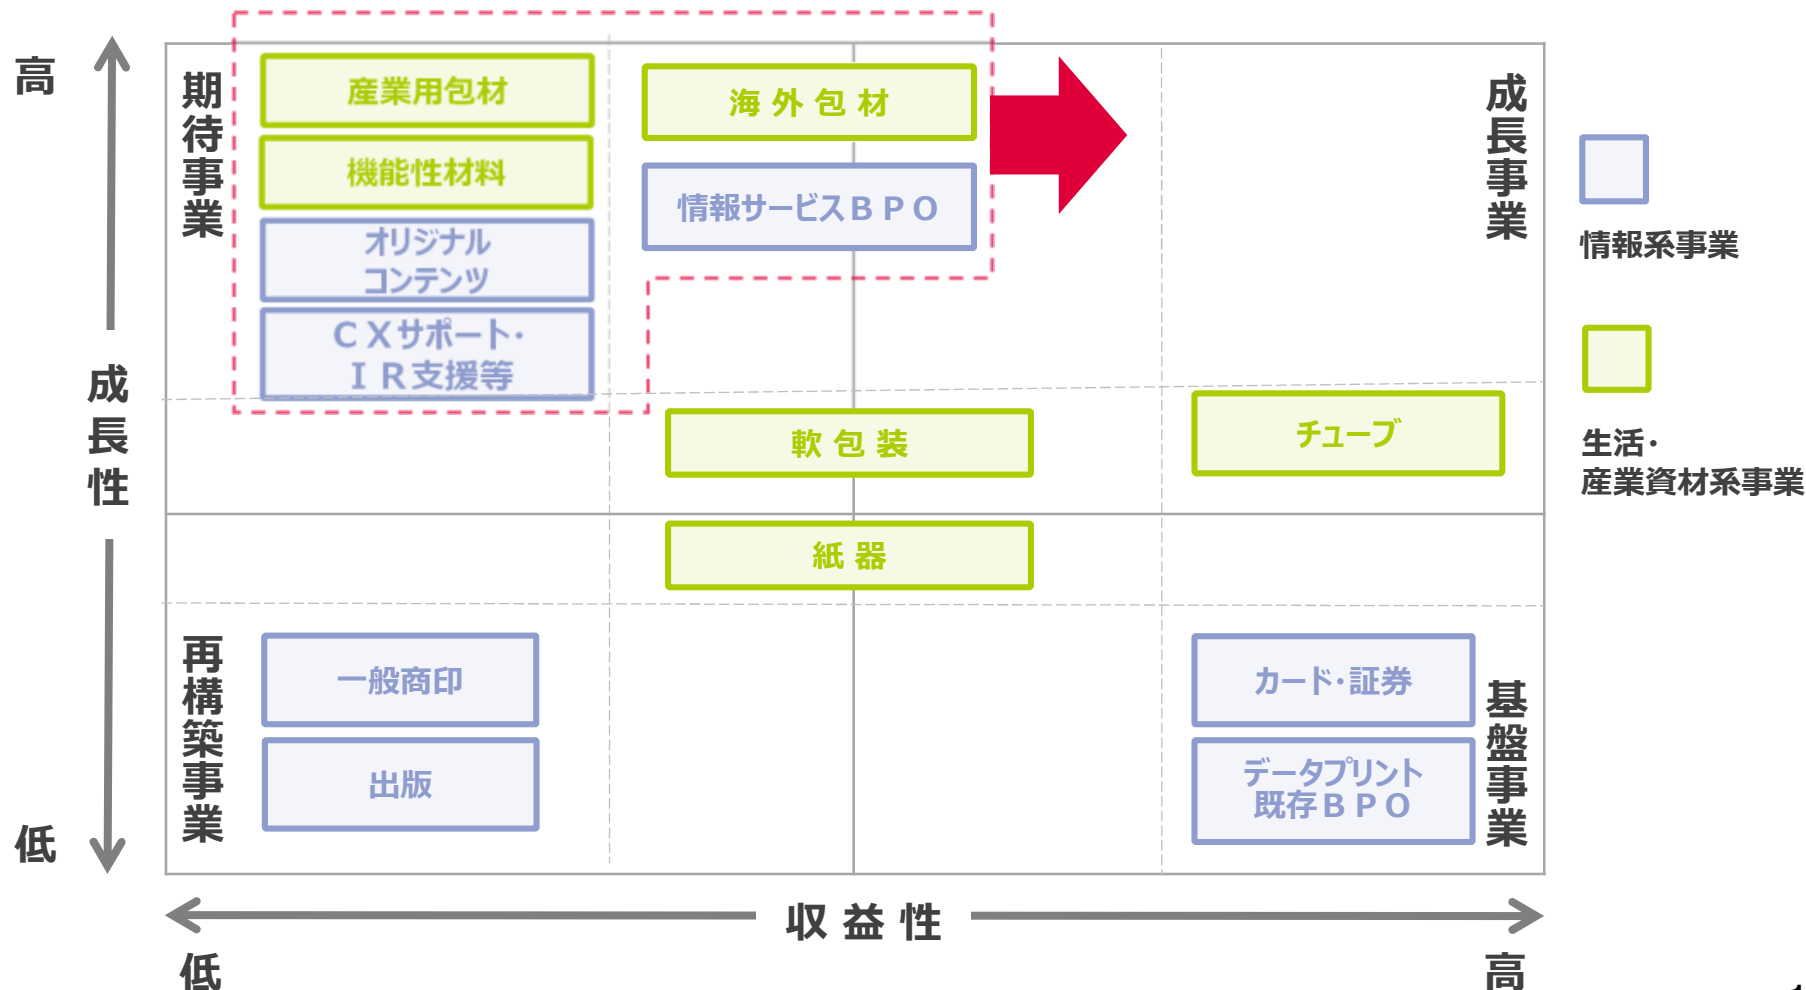 高
期待事業
産業用包材
機能性材料
オリジナル
コンテンツ
ＣＸサポート・
ＩＲ支援等
海外包材
情報サービスＢＰＯ
成長事業
情報系事業
生活・
産業資材系事業
成長性
軟包装
チューブ
紙器
再構築事業
一般商印
出版
カード・証券
データプリント
既存ＢＰＯ
基盤事業
低
収益性
低
高